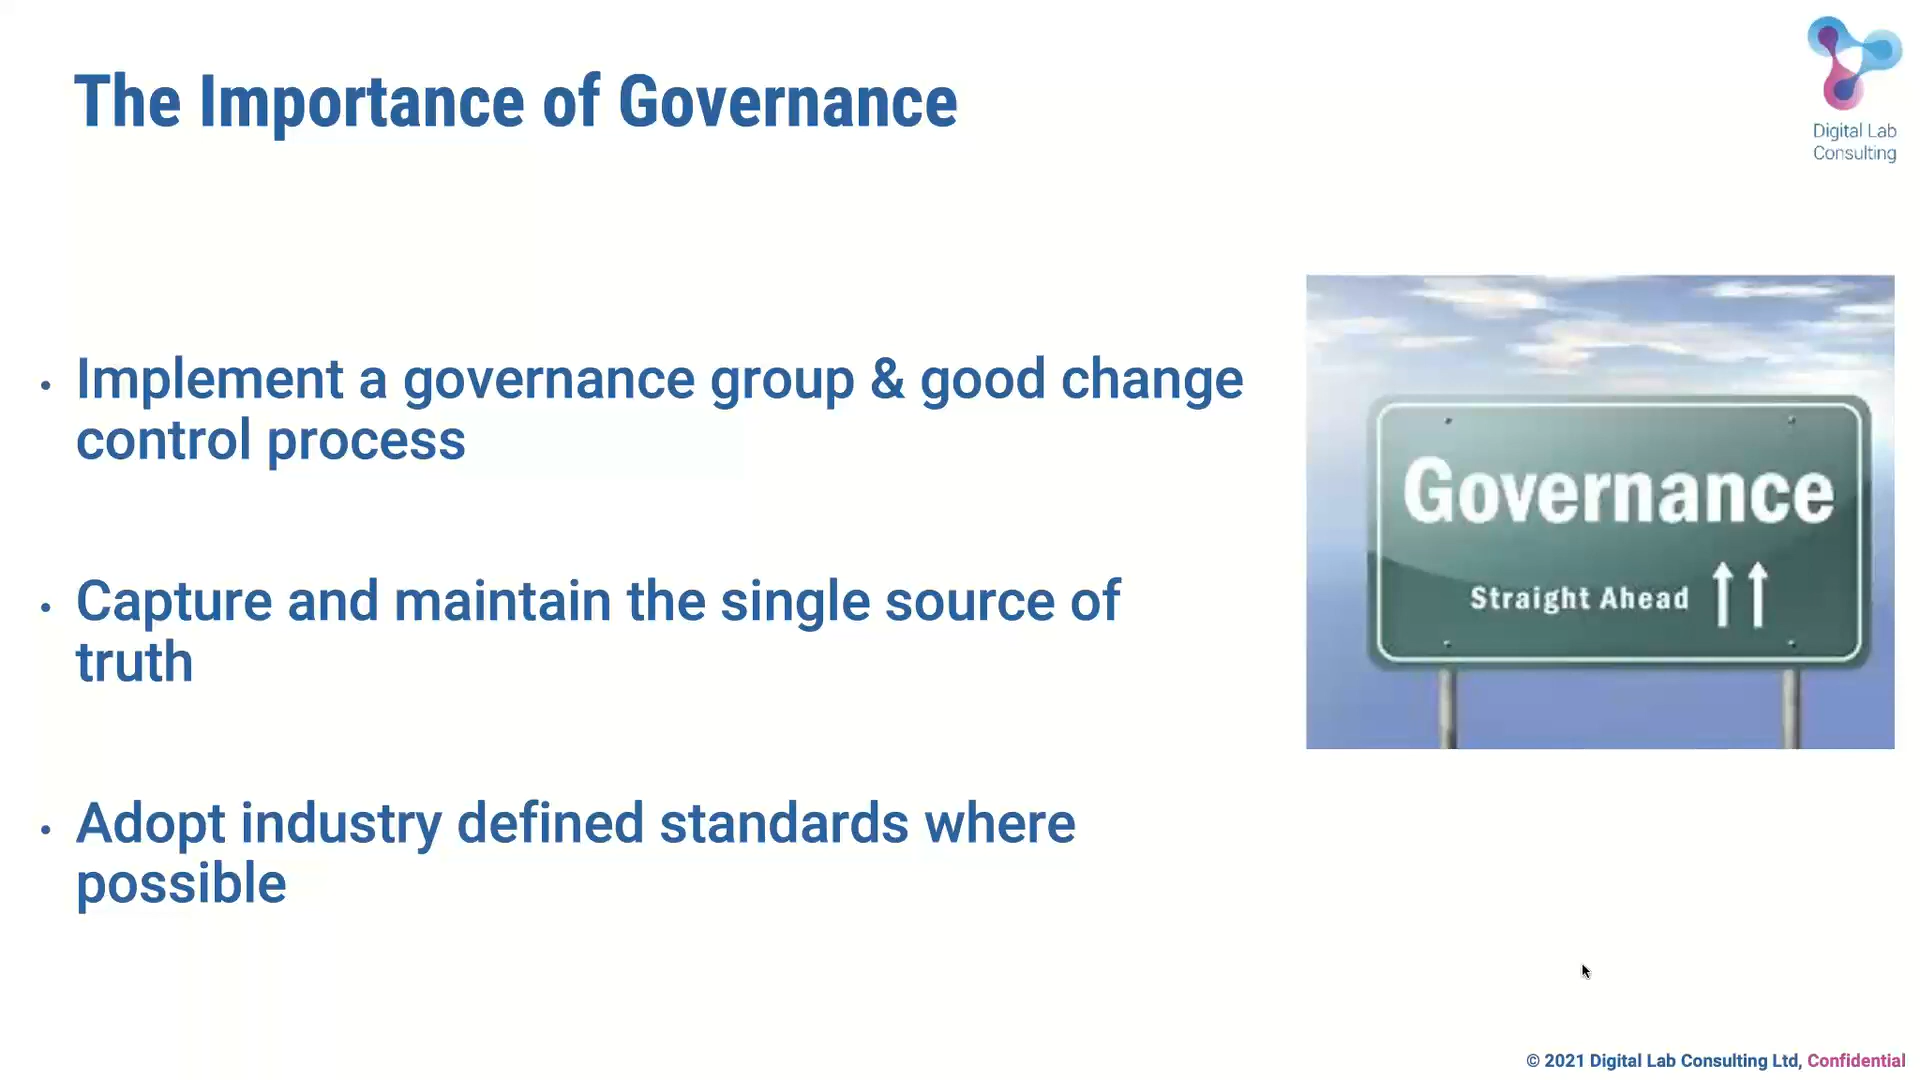 The Importance of Governance
Digital Lab
Consulting
• Implement a governance group & good change
control process
• Capture and maintain the single source of
truth
• Adopt industry defined standards where
possible
Governance
Straight Ahead
© 2021 Digital Lab Consulting Ltd, Confidential